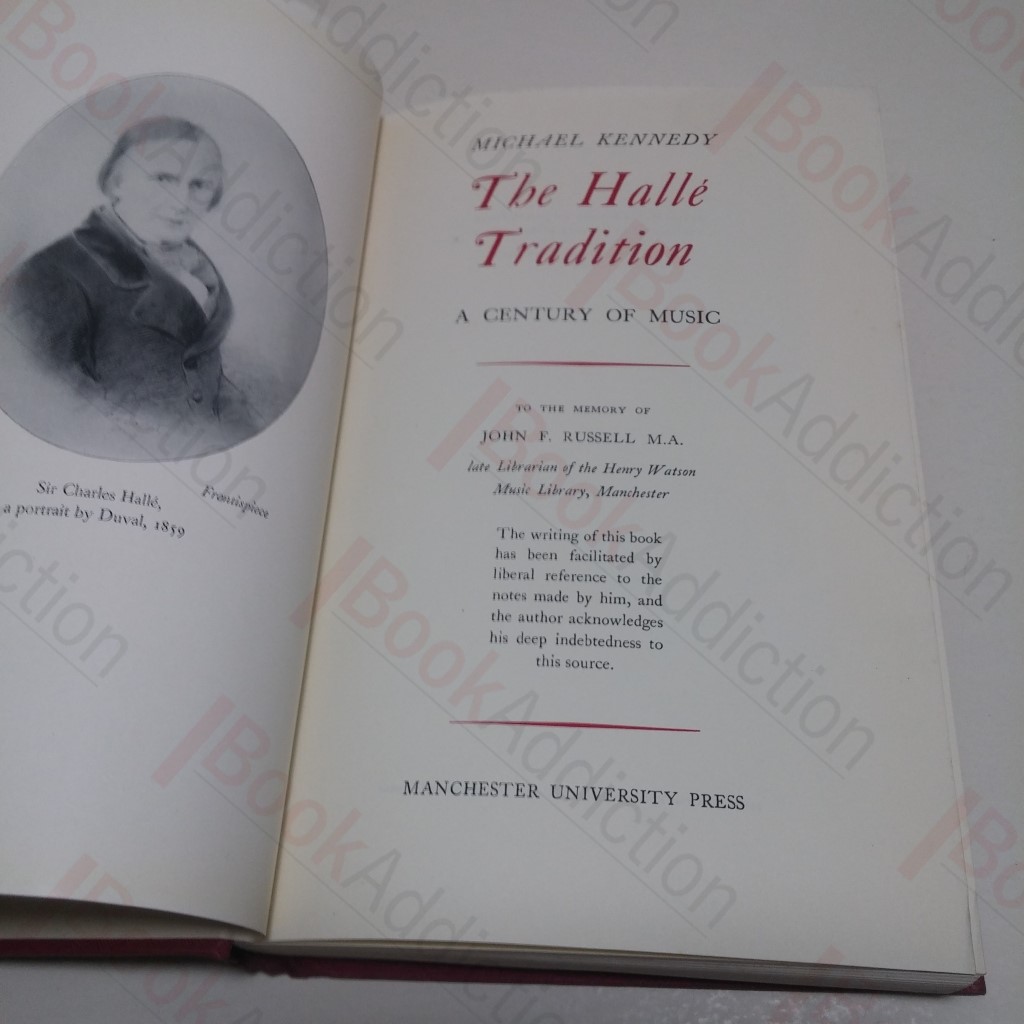 Sir Charles Hallé,
a portrait by Duval, 1859
Frontispiece
MICHAEL KENNEDY
The Hallé
Tradition
A CENTURY OF MUSIC
TO THE MEMORY OF
JOHN F. RUSSELL M.A.
late Librarian of the Henry Watson
Music Library, Manchester
The writing of this book
has been facilitated by
liberal reference to the
notes made by him, and
the author acknowledges
his deep indebtedness to
this source.
MANCHESTER UNIVERSITY PRESS
BookAddiction